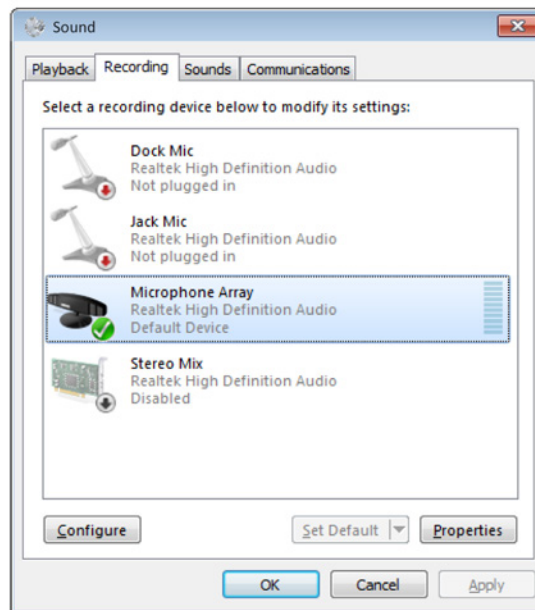 Sound
Playback Recording Sounds Communications
Select a recording device below to modify its settings:
Dock Mic
Realtek High Definition Audio
Not plugged in
Jack Mic
Realtek High Definition Audio
Not plugged in
Microphone Array
Realtek High Definition Audio
Default Device
Stereo Mix
Realtek High Definition Audio
Disabled
Configure Set Default Properties
OK Cancel Apply